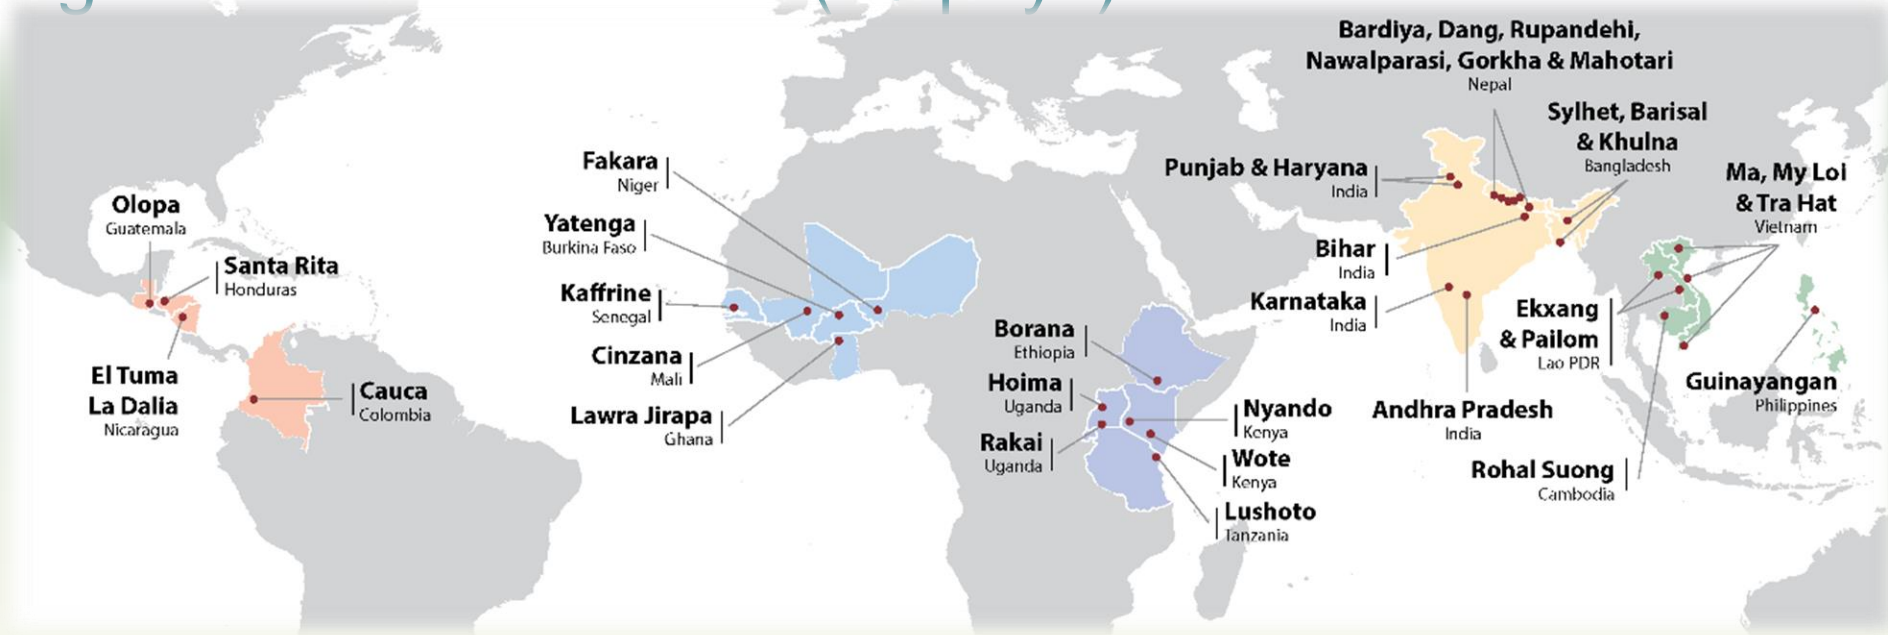 Bardiya, Dang, Rupandehi,
Nawalparasi, Gorkha & Mahotari
Nepal
Sylhet, Barisal
& Khulna
Bangladesh
Fakara
Niger
Punjab & Haryana
India
Ma, My Loi
& Tra Hat
Vietnam
Olopa
Guatemala
Yatenga
Burkina Faso
Santa Rita
Honduras
Bihar
India
Kaffrine
Senegal
Karnataka
India
Ekxang
& Pailom
Lao PDR
Borana
Ethiopia
Cinzana
Mali
El Tuma
La Dalia
Nicaragua
Cauca
Colombia
Hoima
Uganda
Guinayangan
Philippines
Lawra Jirapa
Ghana
Nyando
Kenya
Andhra Pradesh
India
Rakai
Uganda
Wote
Kenya
Rohal Suong
Cambodia
Lushoto
Tanzania